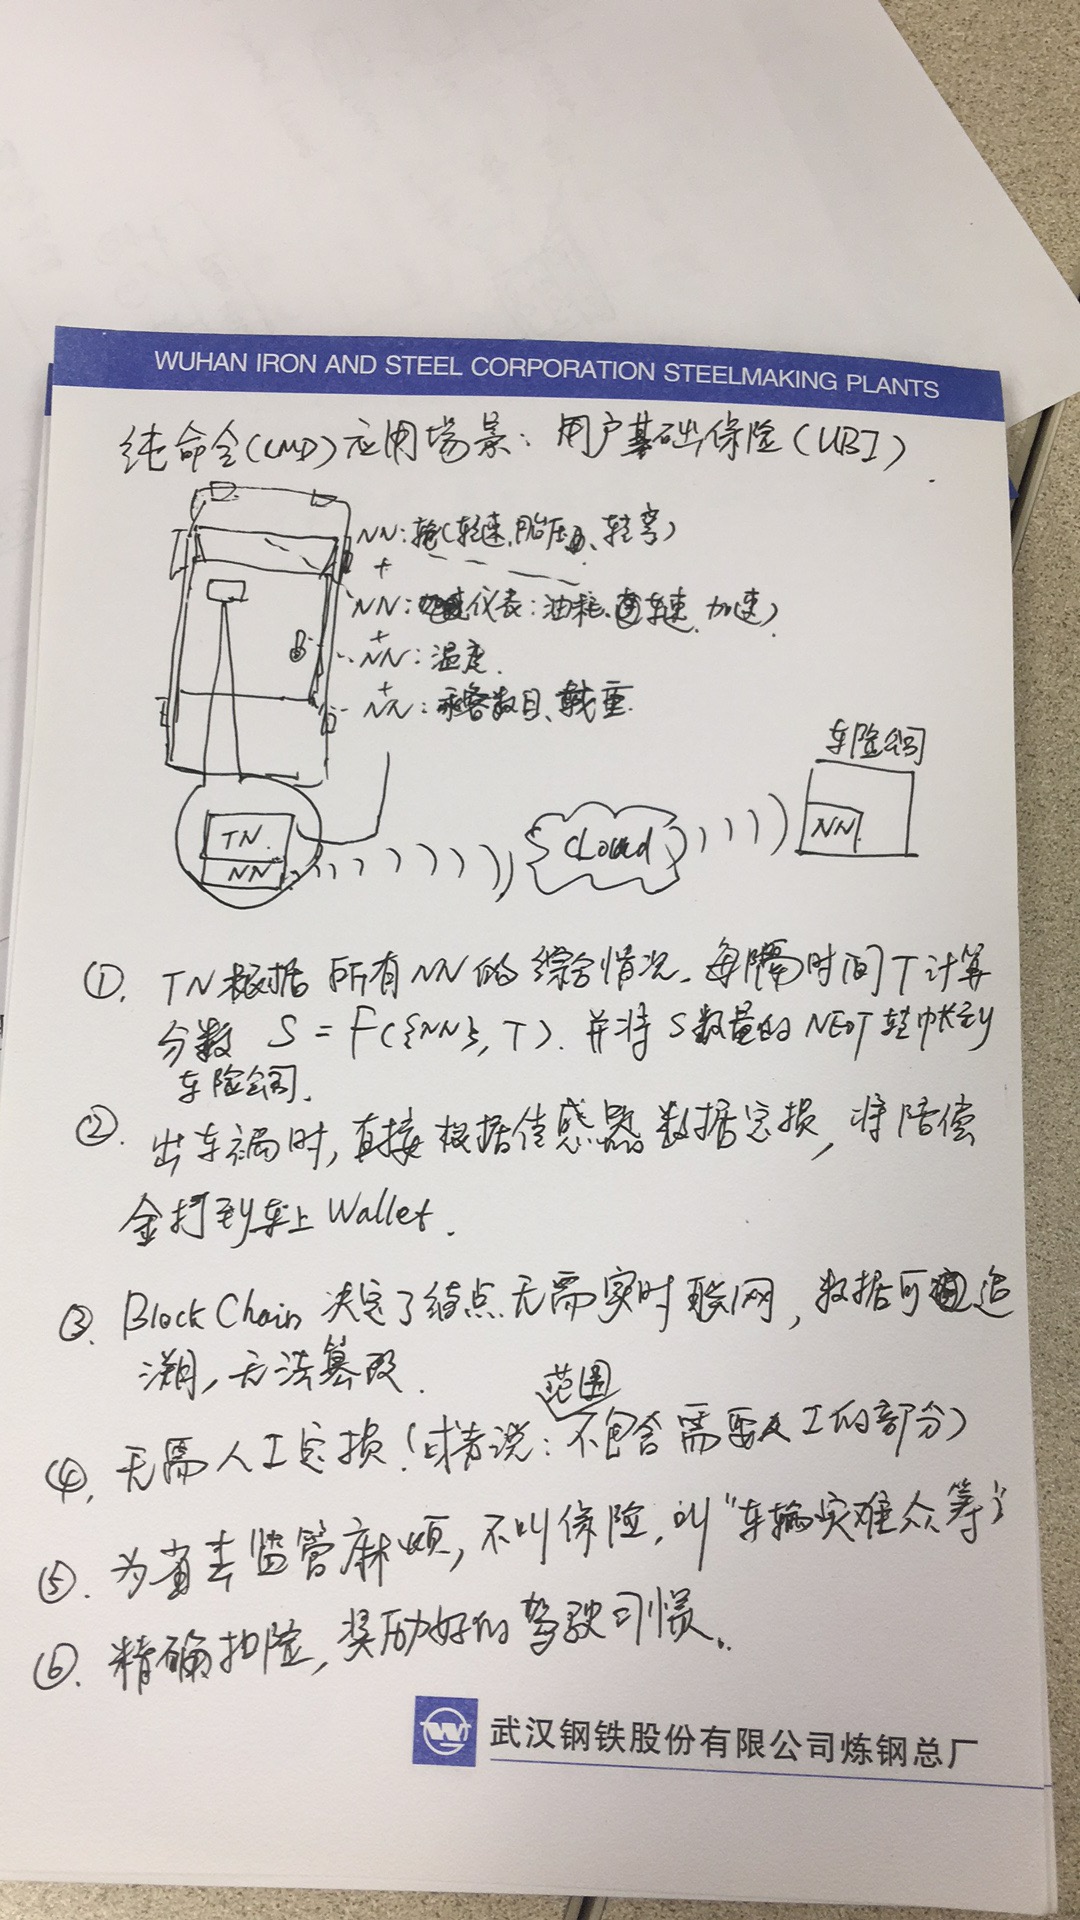 WUHAN IRON AND STEEL CORPORATION STEELMAKING PLANTS
纯命令(CMD)应用场景：用户基础保险(UBI)
NN：(转速、胎压、转弯)
+
NN：仪表：油耗、车速、加速)
+
NN：温度.
+
NN：乘客数目、载重.
车险公司
TN.
NN
CLOUD
NN
①. TN根据所有NN的综合情况，每隔时间T计算
分数 S = F({NN}, T). 并将S数量的NEOT转帐到
车险公司.
②. 出车祸时，直接根据传感器数据定损，将赔偿
金打到车上Wallet.
③. BlockChain 决定了结点无需实时联网，数据可追
溯，无法篡改.
范围
④. 无需人工定损！(或者说：不包含需要人工的部分)
⑤. 为省去监管麻烦，不叫保险，叫“车辆灾难众筹”
⑥. 精确扣险，奖励好的驾驶习惯.
武汉钢铁股份有限公司炼钢总厂